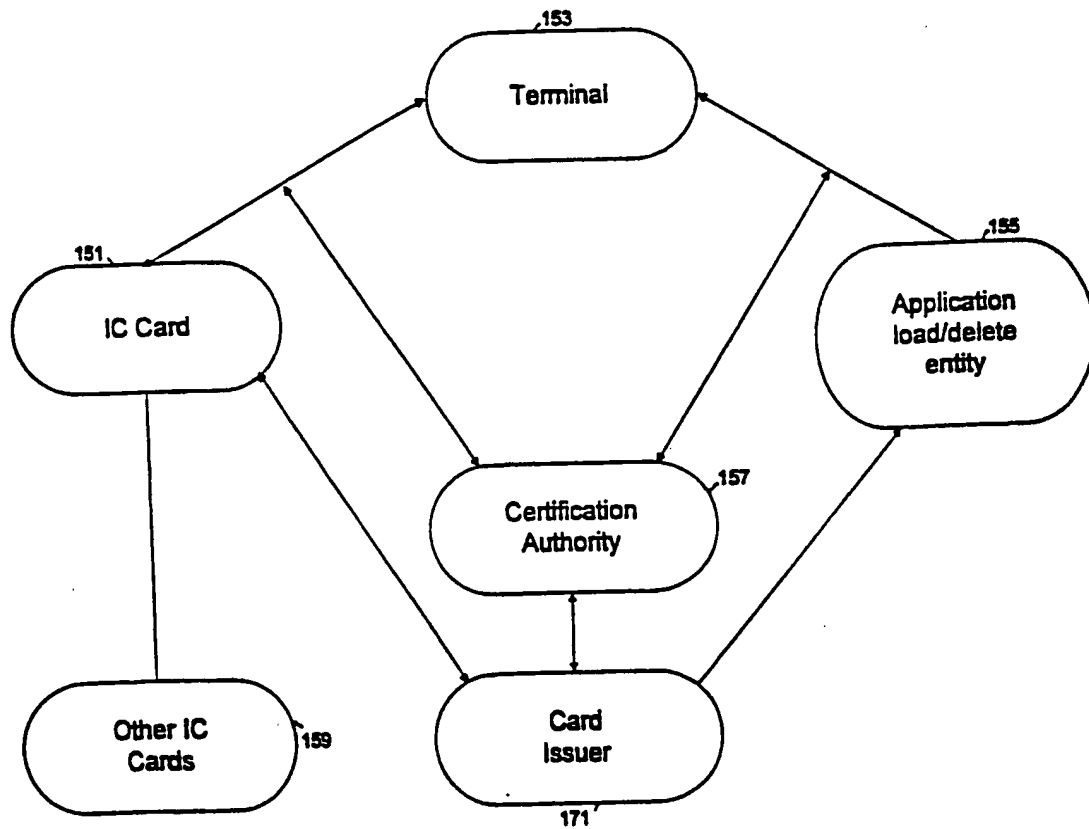 153
Terminal
151
IC Card
155
Application
load/delete
entity
157
Certification
Authority
Other IC
Cards
159
Card
Issuer
171